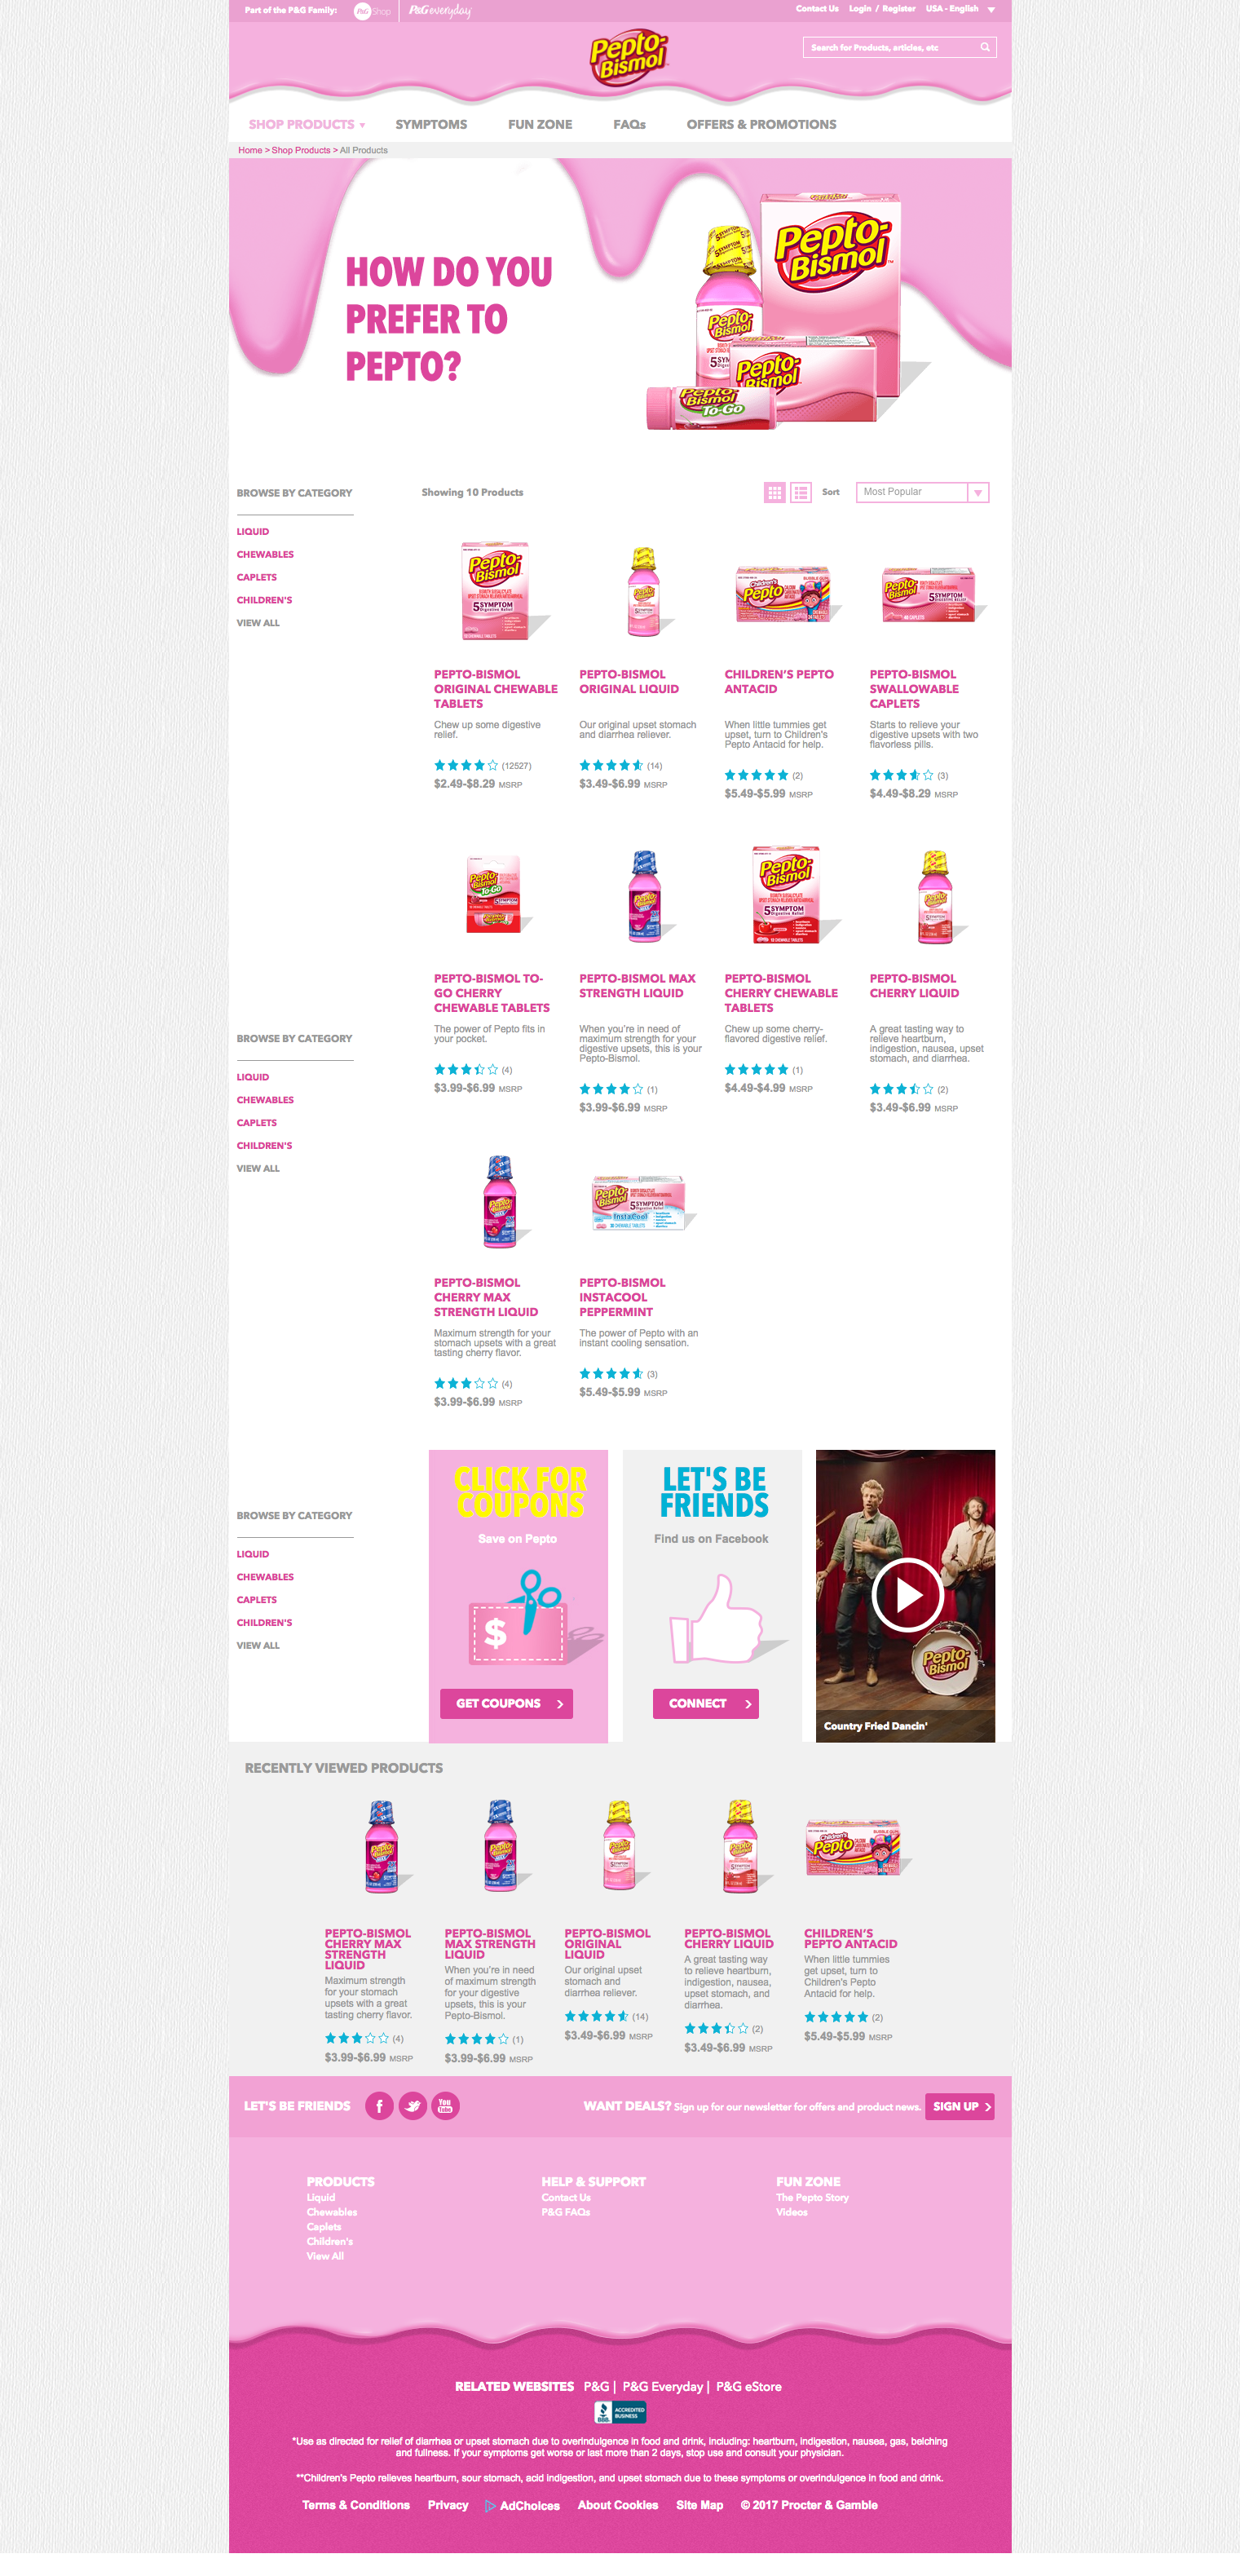 Part of the P&G Family:
P&G Shop
P&G everyday
Contact Us
Login / Register
USA - English
Pepto-
Bismol
Search for Products, articles, etc
SHOP PRODUCTS
SYMPTOMS
FUN ZONE
FAQs
OFFERS & PROMOTIONS
Home > Shop Products > All Products
HOW DO YOU
PREFER TO
PEPTO?
Pepto-
Bismol
Pepto-
Bismol
Pepto-
Bismol
Pepto-
Bismol
To-Go
BROWSE BY CATEGORY
LIQUID
CHEWABLES
CAPLETS
CHILDREN'S
VIEW ALL
Showing 10 Products
Sort
Most Popular
PEPTO-BISMOL
ORIGINAL CHEWABLE
TABLETS
Chew up some digestive
relief.
(12527)
$2.49-$8.29 MSRP
PEPTO-BISMOL
ORIGINAL LIQUID
Our original upset stomach
and diarrhea reliever.
(14)
$3.49-$6.99 MSRP
CHILDREN'S PEPTO
ANTACID
When little tummies get
upset, turn to Children's
Pepto Antacid for help.
(2)
$5.49-$5.99 MSRP
PEPTO-BISMOL
SWALLOWABLE
CAPLETS
Starts to relieve your
digestive upsets with two
flavorless pills.
(3)
$4.49-$8.29 MSRP
PEPTO-BISMOL TO-
GO CHERRY
CHEWABLE TABLETS
The power of Pepto fits in
your pocket.
(4)
$3.99-$6.99 MSRP
PEPTO-BISMOL MAX
STRENGTH LIQUID
When you're in need of
maximum strength for your
digestive upsets, this is your
Pepto-Bismol.
(1)
$3.99-$6.99 MSRP
PEPTO-BISMOL
CHERRY CHEWABLE
TABLETS
Chew up some cherry-
flavored digestive relief.
(1)
$4.49-$4.99 MSRP
PEPTO-BISMOL
CHERRY LIQUID
A great tasting way to
relieve heartburn,
indigestion, nausea, upset
stomach, and diarrhea.
(2)
$3.49-$6.99 MSRP
BROWSE BY CATEGORY
LIQUID
CHEWABLES
CAPLETS
CHILDREN'S
VIEW ALL
PEPTO-BISMOL
CHERRY MAX
STRENGTH LIQUID
Maximum strength for your
stomach upsets with a great
tasting cherry flavor.
(4)
$3.99-$6.99 MSRP
PEPTO-BISMOL
INSTACOOL
PEPPERMINT
The power of Pepto with an
instant cooling sensation.
(3)
$5.49-$5.99 MSRP
BROWSE BY CATEGORY
LIQUID
CHEWABLES
CAPLETS
CHILDREN'S
VIEW ALL
CLICK FOR
COUPONS
Save on Pepto
$
GET COUPONS
LET'S BE
FRIENDS
Find us on Facebook
CONNECT
Pepto-
Bismol
Country Fried Dancin'
RECENTLY VIEWED PRODUCTS
PEPTO-BISMOL
CHERRY MAX
STRENGTH
LIQUID
Maximum strength
for your stomach
upsets with a great
tasting cherry flavor.
(4)
$3.99-$6.99 MSRP
PEPTO-BISMOL
MAX STRENGTH
LIQUID
When you're in need
of maximum strength
for your digestive
upsets, this is your
Pepto-Bismol.
(1)
$3.99-$6.99 MSRP
PEPTO-BISMOL
ORIGINAL
LIQUID
Our original upset
stomach and
diarrhea reliever.
(14)
$3.49-$6.99 MSRP
PEPTO-BISMOL
CHERRY LIQUID
A great tasting way
to relieve heartburn,
indigestion, nausea,
upset stomach, and
diarrhea.
(2)
$3.49-$6.99 MSRP
CHILDREN'S
PEPTO ANTACID
When little tummies
get upset, turn to
Children's Pepto
Antacid for help.
(2)
$5.49-$5.99 MSRP
LET'S BE FRIENDS
f
You Tube
WANT DEALS? Sign up for our newsletter for offers and product news.
SIGN UP
PRODUCTS
Liquid
Chewables
Caplets
Children's
View All
HELP & SUPPORT
Contact Us
P&G FAQs
FUN ZONE
The Pepto Story
Videos
RELATED WEBSITES P&G | P&G Everyday | P&G eStore
BBB ACCREDITED
BUSINESS
*Use as directed for relief of diarrhea or upset stomach due to overindulgence in food and drink, including: heartburn, indigestion, nausea, gas, belching
and fullness. If your symptoms get worse or last more than 2 days, stop use and consult your physician.
**Children's Pepto relieves heartburn, sour stomach, acid indigestion, and upset stomach due to these symptoms or overindulgence in food and drink.
Terms & Conditions
Privacy
AdChoices
About Cookies
Site Map
© 2017 Procter & Gamble